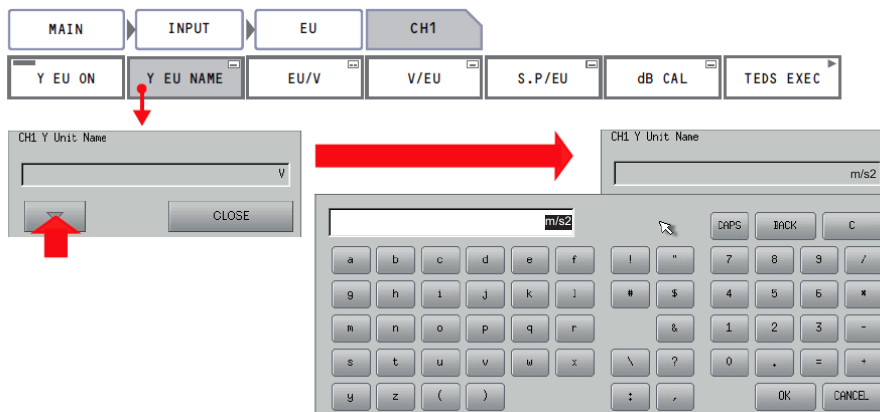 MAIN INPUT EU CH1
Y EU ON Y EU NAME EU/V V/EU S.P/EU dB CAL TEDS EXEC
CH1 Y Unit Name
V
CLOSE
CH1 Y Unit Name
m/s2
m/s2 CAPS BACK C
a b c d e f ! " 7 8 9 /
g h i j k l # $ 4 5 6 *
m n o p q r & 1 2 3 -
s t u v w x \ ? 0 . = +
y z ( ) : , OK CANCEL